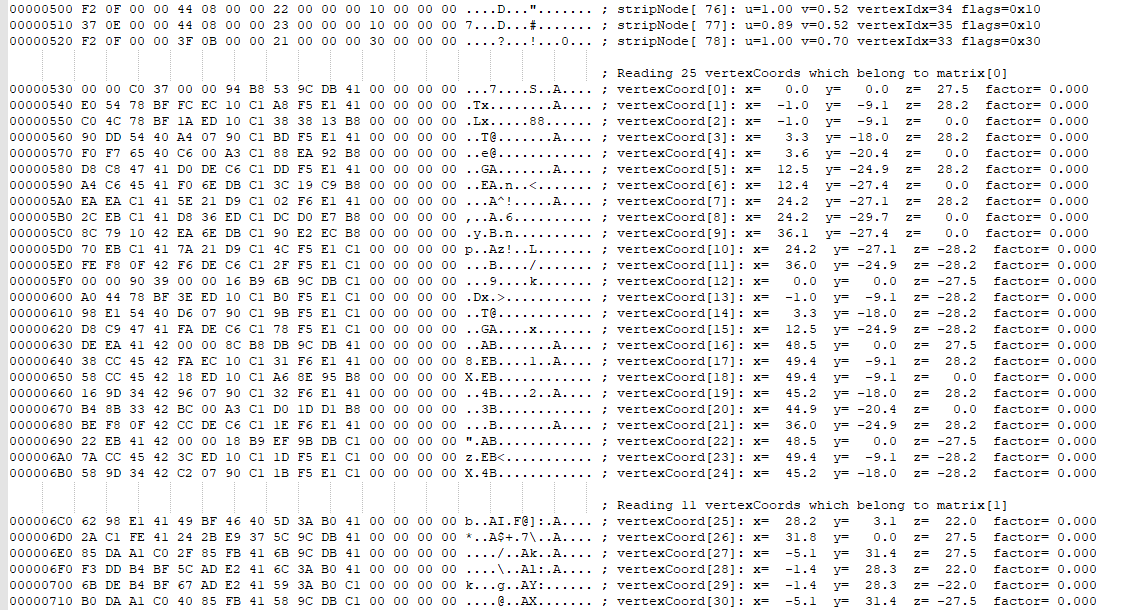 00000500 F2 0F 00 00 44 08 00 00 22 00 00 00 10 00 00 00 ....D..."....... ; stripNode[ 76]: u=1.00 v=0.52 vertexIdx=34 flags=0x10
00000510 37 0E 00 00 44 08 00 00 23 00 00 00 10 00 00 00 7...D...#....... ; stripNode[ 77]: u=0.89 v=0.52 vertexIdx=35 flags=0x10
00000520 F2 0F 00 00 3F 0B 00 00 21 00 00 00 30 00 00 00 ....?...!...0... ; stripNode[ 78]: u=1.00 v=0.70 vertexIdx=33 flags=0x30
; Reading 25 vertexCoords which belong to matrix[0]
00000530 00 00 C0 37 00 00 94 B8 53 9C DB 41 00 00 00 00 ...7....S..A.... ; vertexCoord[0]: x= 0.0 y= 0.0 z= 27.5 factor= 0.000
00000540 E0 54 78 BF FC EC 10 C1 A8 F5 E1 41 00 00 00 00 .Tx........A.... ; vertexCoord[1]: x= -1.0 y= -9.1 z= 28.2 factor= 0.000
00000550 C0 4C 78 BF 1A ED 10 C1 38 38 13 B8 00 00 00 00 .Lx.....88...... ; vertexCoord[2]: x= -1.0 y= -9.1 z= 0.0 factor= 0.000
00000560 90 DD 54 40 A4 07 90 C1 BD F5 E1 41 00 00 00 00 ..T@.......A.... ; vertexCoord[3]: x= 3.3 y= -18.0 z= 28.2 factor= 0.000
00000570 F0 F7 65 40 C6 00 A3 C1 88 EA 92 B8 00 00 00 00 ..e@............ ; vertexCoord[4]: x= 3.6 y= -20.4 z= 0.0 factor= 0.000
00000580 D8 C8 47 41 D0 DE C6 C1 DD F5 E1 41 00 00 00 00 ..GA.......A.... ; vertexCoord[5]: x= 12.5 y= -24.9 z= 28.2 factor= 0.000
00000590 A4 C6 45 41 F0 6E DB C1 3C 19 C9 B8 00 00 00 00 ..EA.n..<....... ; vertexCoord[6]: x= 12.4 y= -27.4 z= 0.0 factor= 0.000
000005A0 EA EA C1 41 5E 21 D9 C1 02 F6 E1 41 00 00 00 00 ...A^!.....A.... ; vertexCoord[7]: x= 24.2 y= -27.1 z= 28.2 factor= 0.000
000005B0 2C EB C1 41 D8 36 ED C1 DC D0 E7 B8 00 00 00 00 ,..A.6.......... ; vertexCoord[8]: x= 24.2 y= -29.7 z= 0.0 factor= 0.000
000005C0 8C 79 10 42 EA 6E DB C1 90 E2 EC B8 00 00 00 00 .y.B.n.......... ; vertexCoord[9]: x= 36.1 y= -27.4 z= 0.0 factor= 0.000
000005D0 70 EB C1 41 7A 21 D9 C1 4C F5 E1 C1 00 00 00 00 p..Az!..L....... ; vertexCoord[10]: x= 24.2 y= -27.1 z= -28.2 factor= 0.000
000005E0 FE F8 0F 42 F6 DE C6 C1 2F F5 E1 C1 00 00 00 00 ...B..../....... ; vertexCoord[11]: x= 36.0 y= -24.9 z= -28.2 factor= 0.000
000005F0 00 00 90 39 00 00 16 B9 6B 9C DB C1 00 00 00 00 ...9....k....... ; vertexCoord[12]: x= 0.0 y= 0.0 z= -27.5 factor= 0.000
00000600 A0 44 78 BF 3E ED 10 C1 B0 F5 E1 C1 00 00 00 00 .Dx.>........... ; vertexCoord[13]: x= -1.0 y= -9.1 z= -28.2 factor= 0.000
00000610 98 E1 54 40 D6 07 90 C1 9B F5 E1 C1 00 00 00 00 ..T@............ ; vertexCoord[14]: x= 3.3 y= -18.0 z= -28.2 factor= 0.000
00000620 D8 C9 47 41 FA DE C6 C1 78 F5 E1 C1 00 00 00 00 ..GA....x....... ; vertexCoord[15]: x= 12.5 y= -24.9 z= -28.2 factor= 0.000
00000630 DE EA 41 42 00 00 8C B8 DB 9C DB 41 00 00 00 00 ..AB.......A.... ; vertexCoord[16]: x= 48.5 y= 0.0 z= 27.5 factor= 0.000
00000640 38 CC 45 42 FA EC 10 C1 31 F6 E1 41 00 00 00 00 8.EB....1..A.... ; vertexCoord[17]: x= 49.4 y= -9.1 z= 28.2 factor= 0.000
00000650 58 CC 45 42 18 ED 10 C1 A6 8E 95 B8 00 00 00 00 X.EB............ ; vertexCoord[18]: x= 49.4 y= -9.1 z= 0.0 factor= 0.000
00000660 16 9D 34 42 96 07 90 C1 32 F6 E1 41 00 00 00 00 ..4B....2..A.... ; vertexCoord[19]: x= 45.2 y= -18.0 z= 28.2 factor= 0.000
00000670 B4 8B 33 42 BC 00 A3 C1 D0 1D D1 B8 00 00 00 00 ..3B............ ; vertexCoord[20]: x= 44.9 y= -20.4 z= 0.0 factor= 0.000
00000680 BE F8 0F 42 CC DE C6 C1 1E F6 E1 41 00 00 00 00 ...B.......A.... ; vertexCoord[21]: x= 36.0 y= -24.9 z= 28.2 factor= 0.000
00000690 22 EB 41 42 00 00 18 B9 EF 9B DB C1 00 00 00 00 ".AB............ ; vertexCoord[22]: x= 48.5 y= 0.0 z= -27.5 factor= 0.000
000006A0 7A CC 45 42 3C ED 10 C1 1D F5 E1 C1 00 00 00 00 z.EB<........... ; vertexCoord[23]: x= 49.4 y= -9.1 z= -28.2 factor= 0.000
000006B0 58 9D 34 42 C2 07 90 C1 1B F5 E1 C1 00 00 00 00 X.4B............ ; vertexCoord[24]: x= 45.2 y= -18.0 z= -28.2 factor= 0.000
; Reading 11 vertexCoords which belong to matrix[1]
000006C0 62 98 E1 41 49 BF 46 40 5D 3A B0 41 00 00 00 00 b..AI.F@]:.A.... ; vertexCoord[25]: x= 28.2 y= 3.1 z= 22.0 factor= 0.000
000006D0 2A C1 FE 41 24 2B E9 37 5C 9C DB 41 00 00 00 00 *..A$+.7\..A.... ; vertexCoord[26]: x= 31.8 y= 0.0 z= 27.5 factor= 0.000
000006E0 85 DA A1 C0 2F 85 FB 41 6B 9C DB 41 00 00 00 00 ..../..Ak..A.... ; vertexCoord[27]: x= -5.1 y= 31.4 z= 27.5 factor= 0.000
000006F0 F3 DD B4 BF 5C AD E2 41 6C 3A B0 41 00 00 00 00 ....\..Al:.A.... ; vertexCoord[28]: x= -1.4 y= 28.3 z= 22.0 factor= 0.000
00000700 6B DE B4 BF 67 AD E2 41 59 3A B0 C1 00 00 00 00 k...g..AY:...... ; vertexCoord[29]: x= -1.4 y= 28.3 z= -22.0 factor= 0.000
00000710 B0 DA A1 C0 40 85 FB 41 58 9C DB C1 00 00 00 00 ....@..AX....... ; vertexCoord[30]: x= -5.1 y= 31.4 z= -27.5 factor= 0.000